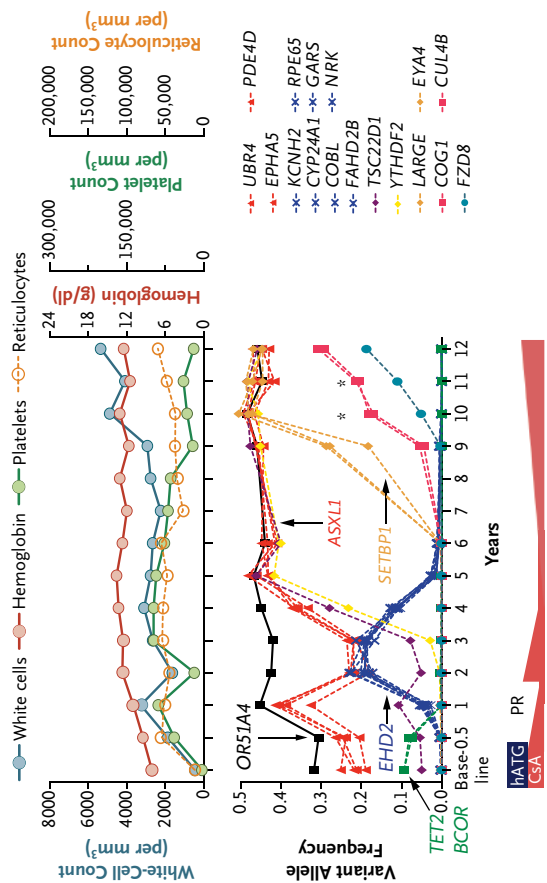 White cells
Hemoglobin
Platelets
Reticulocytes
White-Cell Count
(per mm³)
8000
6000
4000
2000
0
Hemoglobin (g/dl)
24
18
12
6
0
Platelet Count
(per mm³)
300,000
150,000
0
Reticulocyte Count
(per mm³)
200,000
150,000
100,000
50,000
0
Variant Allele
Frequency
0.5
0.4
0.3
0.2
0.1
0.0
OR51A4
EHD2
TET2
BCOR
ASXL1
SETBP1
*
*
Base-
line
0.5
1
2
3
4
5
6
7
8
9
10
11
12
Years
UBR4
PDE4D
EPHA5
KCNH2
RPE65
CYP24A1
GARS
COBL
NRK
FAHD2B
TSC22D1
YTHDF2
LARGE
EYA4
COG1
CUL4B
FZD8
hATG
CsA
PR